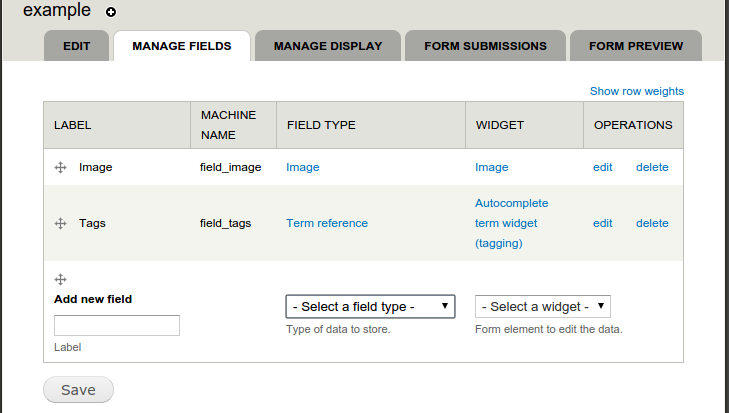 example
EDIT MANAGE FIELDS MANAGE DISPLAY FORM SUBMISSIONS FORM PREVIEW
Show row weights
LABEL MACHINE NAME FIELD TYPE WIDGET OPERATIONS
Image field_image Image Image edit delete
Tags field_tags Term reference Autocomplete term widget (tagging) edit delete
Add new field
- Select a field type - - Select a widget -
Label Type of data to store. Form element to edit the data.
Save